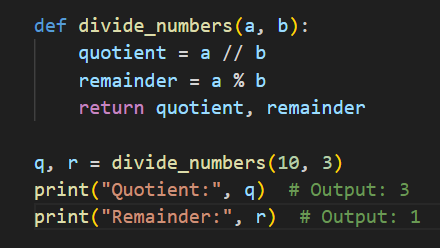 def divide_numbers(a, b):
    quotient = a // b
    remainder = a % b
    return quotient, remainder

q, r = divide_numbers(10, 3)
print("Quotient:", q)  # Output: 3
print("Remainder:", r)  # Output: 1